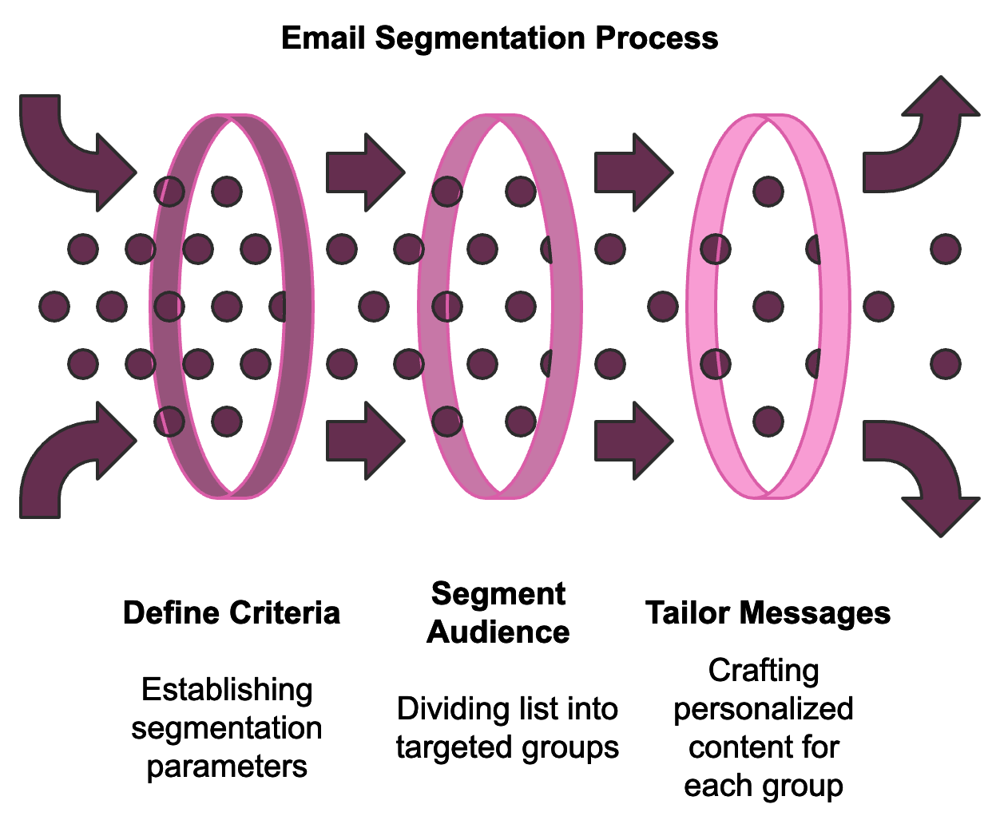 Email Segmentation Process
Define Criteria
Establishing
segmentation
parameters
Segment
Audience
Dividing list into
targeted groups
Tailor Messages
Crafting
personalized
content for
each group